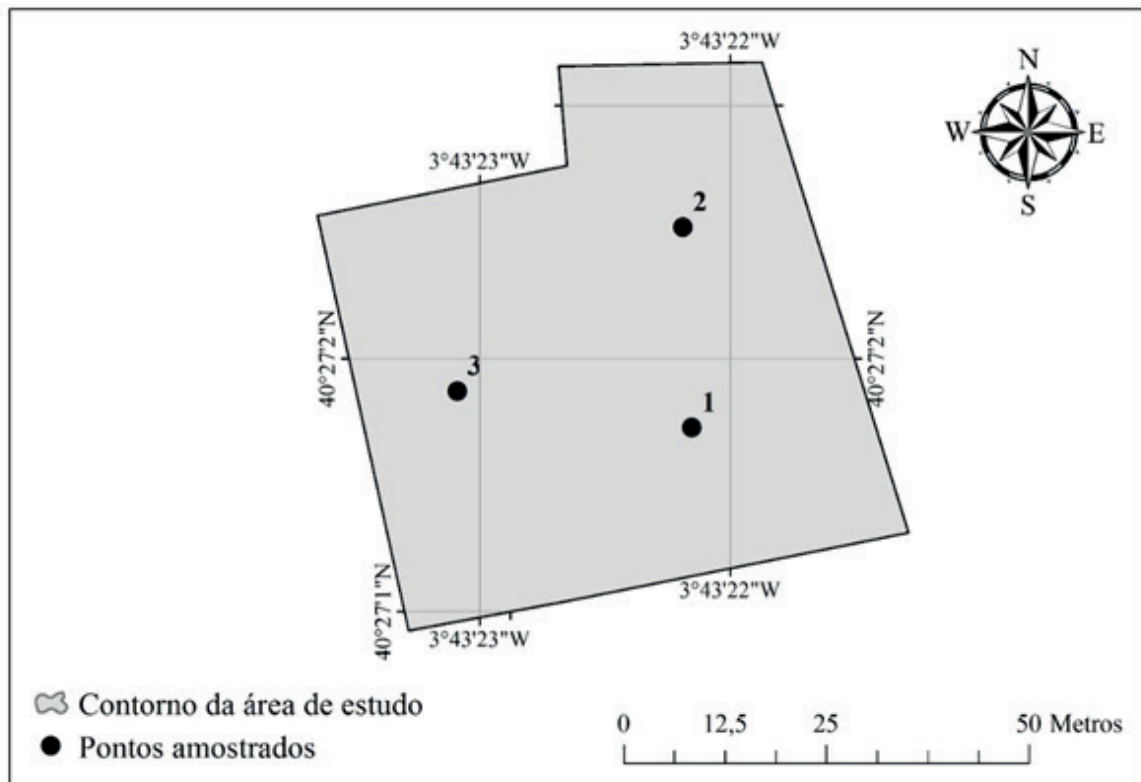 3°43'22"W
N
W
E
S
3°43'23"W
2
40°27'2"N
40°27'2"N
3
1
3°43'22"W
40°27'1"N
3°43'23"W
Contorno da área de estudo
Pontos amostrados
0 12,5 25 50 Metros